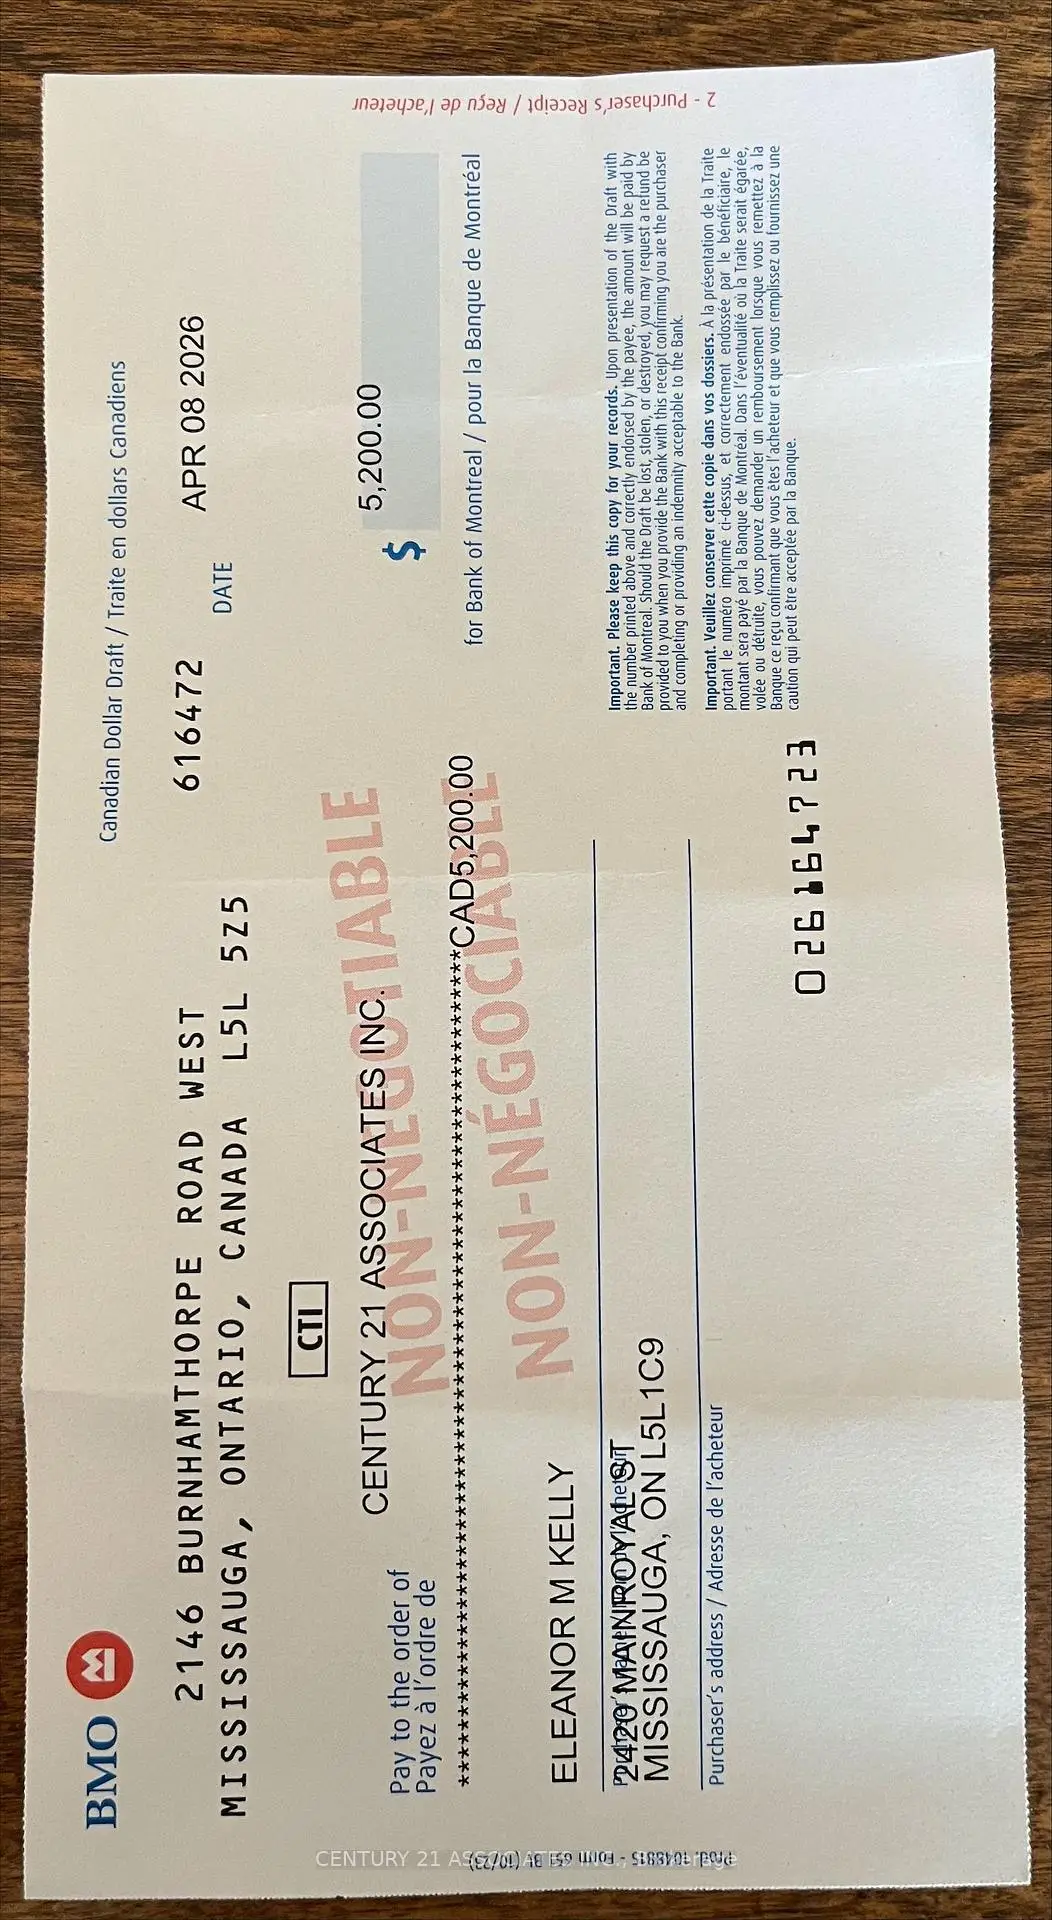 BMO
Canadian Dollar Draft / Traite en dollars Canadiens
2146 BURNHAMTHORPE ROAD WEST
616472
APR 08 2026
MISSISSAUGA, ONTARIO, CANADA L5L 5Z5
DATE
CTI
NON-NEGOTIABLE
Pay to the order of
Payez à l'ordre de
CENTURY 21 ASSOCIATES INC.
$ 5,200.00
*****CAD5,200.00
NON-NÉGOCIABLE
for Bank of Montreal / pour la Banque de Montréal
ELEANOR M KELLY
2420 MAINROYAL ST
MISSISSAUGA, ON L5L1C9
Purchaser's address / Adresse de l'acheteur
Important. Please keep this copy for your records. Upon presentation of the Draft with
the number printed above and correctly endorsed by the payee, the amount will be paid by
Bank of Montreal. Should the Draft be lost, stolen, or destroyed, you may request a refund be
provided to you when you provide the Bank with this receipt confirming you are the purchaser
and completing or providing an indemnity acceptable to the Bank.
Important. Veuillez conserver cette copie dans vos dossiers. À la présentation de la Traite
portant le numéro imprimé ci-dessus, et correctement endossée par le bénéficiaire, le
montant sera payé par la Banque de Montréal. Dans l'éventualité où la Traite serait égarée,
volée ou détruite, vous pouvez demander un remboursement lorsque vous remettez à la
Banque ce reçu confirmant que vous êtes l'acheteur et que vous remplissez ou fournissez une
caution qui peut être acceptée par la Banque.
026164723
2 - Purchaser's Receipt / Reçu de l'acheteur
Form 651 BL (10/23)
CENTURY 21 ASSOCIATES INC., Brokerage